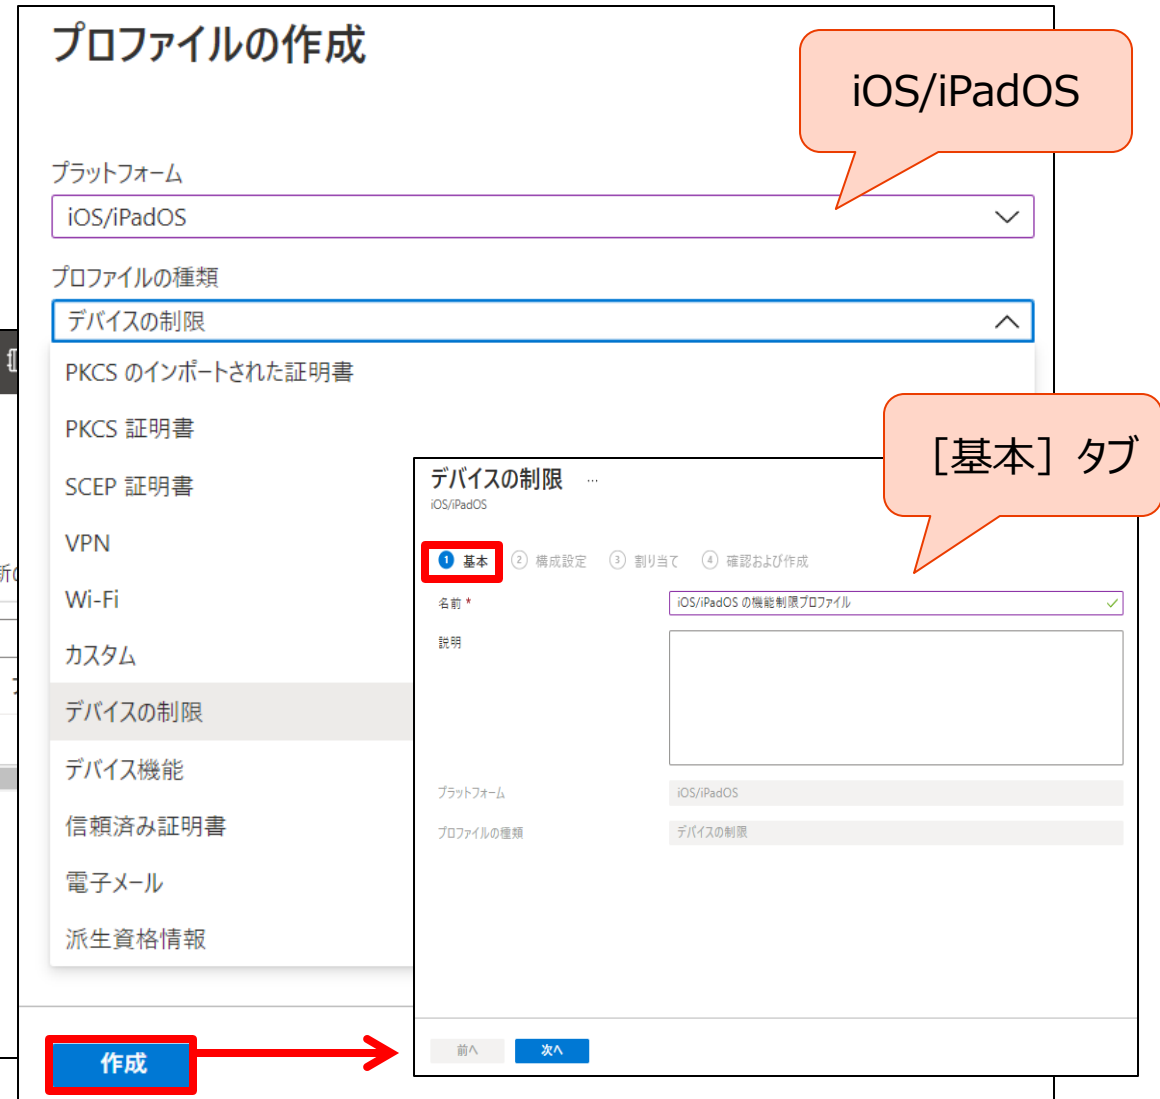 プロファイルの作成
iOS/iPadOS
プラットフォーム
iOS/iPadOS
プロファイルの種類
デバイスの制限
PKCS のインポートされた証明書
PKCS 証明書
SCEP 証明書
VPN
Wi-Fi
カスタム
デバイスの制限
デバイス機能
信頼済み証明書
電子メール
派生資格情報
作成
［基本］タブ
デバイスの制限 …
iOS/iPadOS
1 基本 2 構成設定 3 割り当て 4 確認および作成
名前 * iOS/iPadOS の機能制限プロファイル
説明
プラットフォーム iOS/iPadOS
プロファイルの種類 デバイスの制限
前へ 次へ